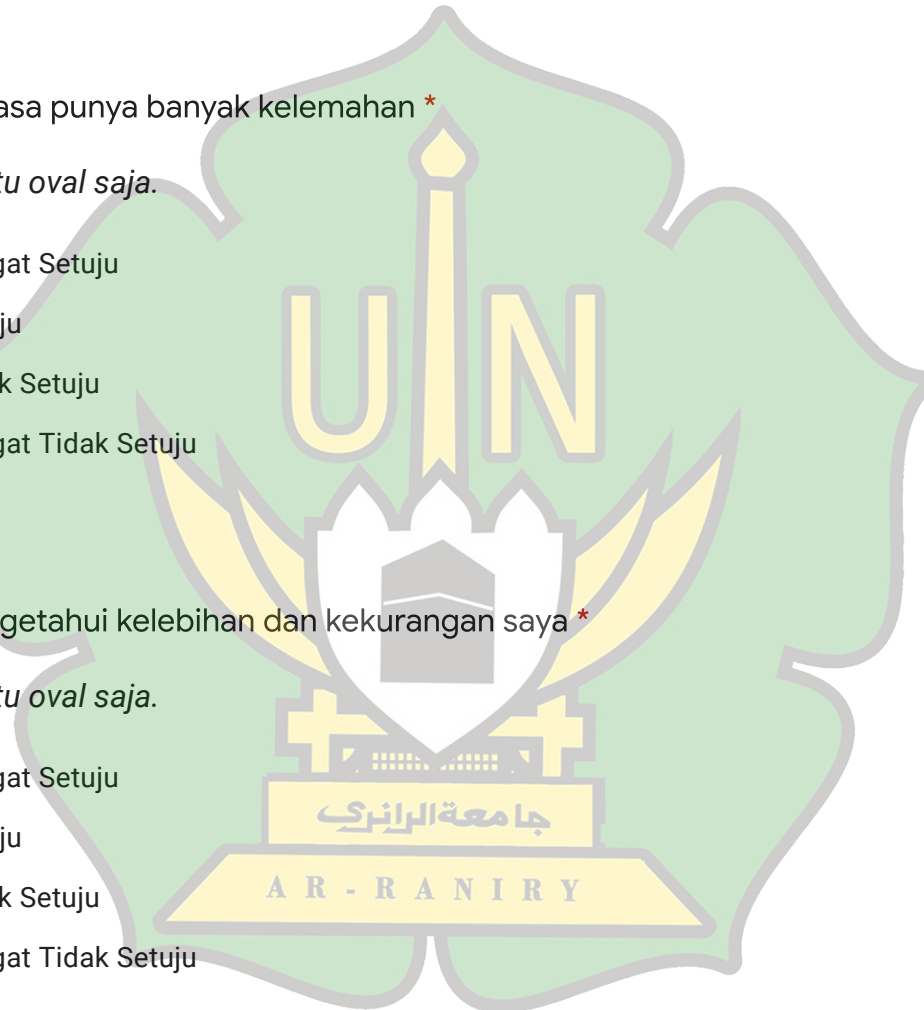 asa punya banyak kelemahan *
tu oval saja.
gat Setuju
ju
k Setuju
gat Tidak Setuju
UIN
getahui kelebihan dan kekurangan saya *
tu oval saja.
gat Setuju
ju
k Setuju
gat Tidak Setuju
جامعة الرانري
AR-RANIRY